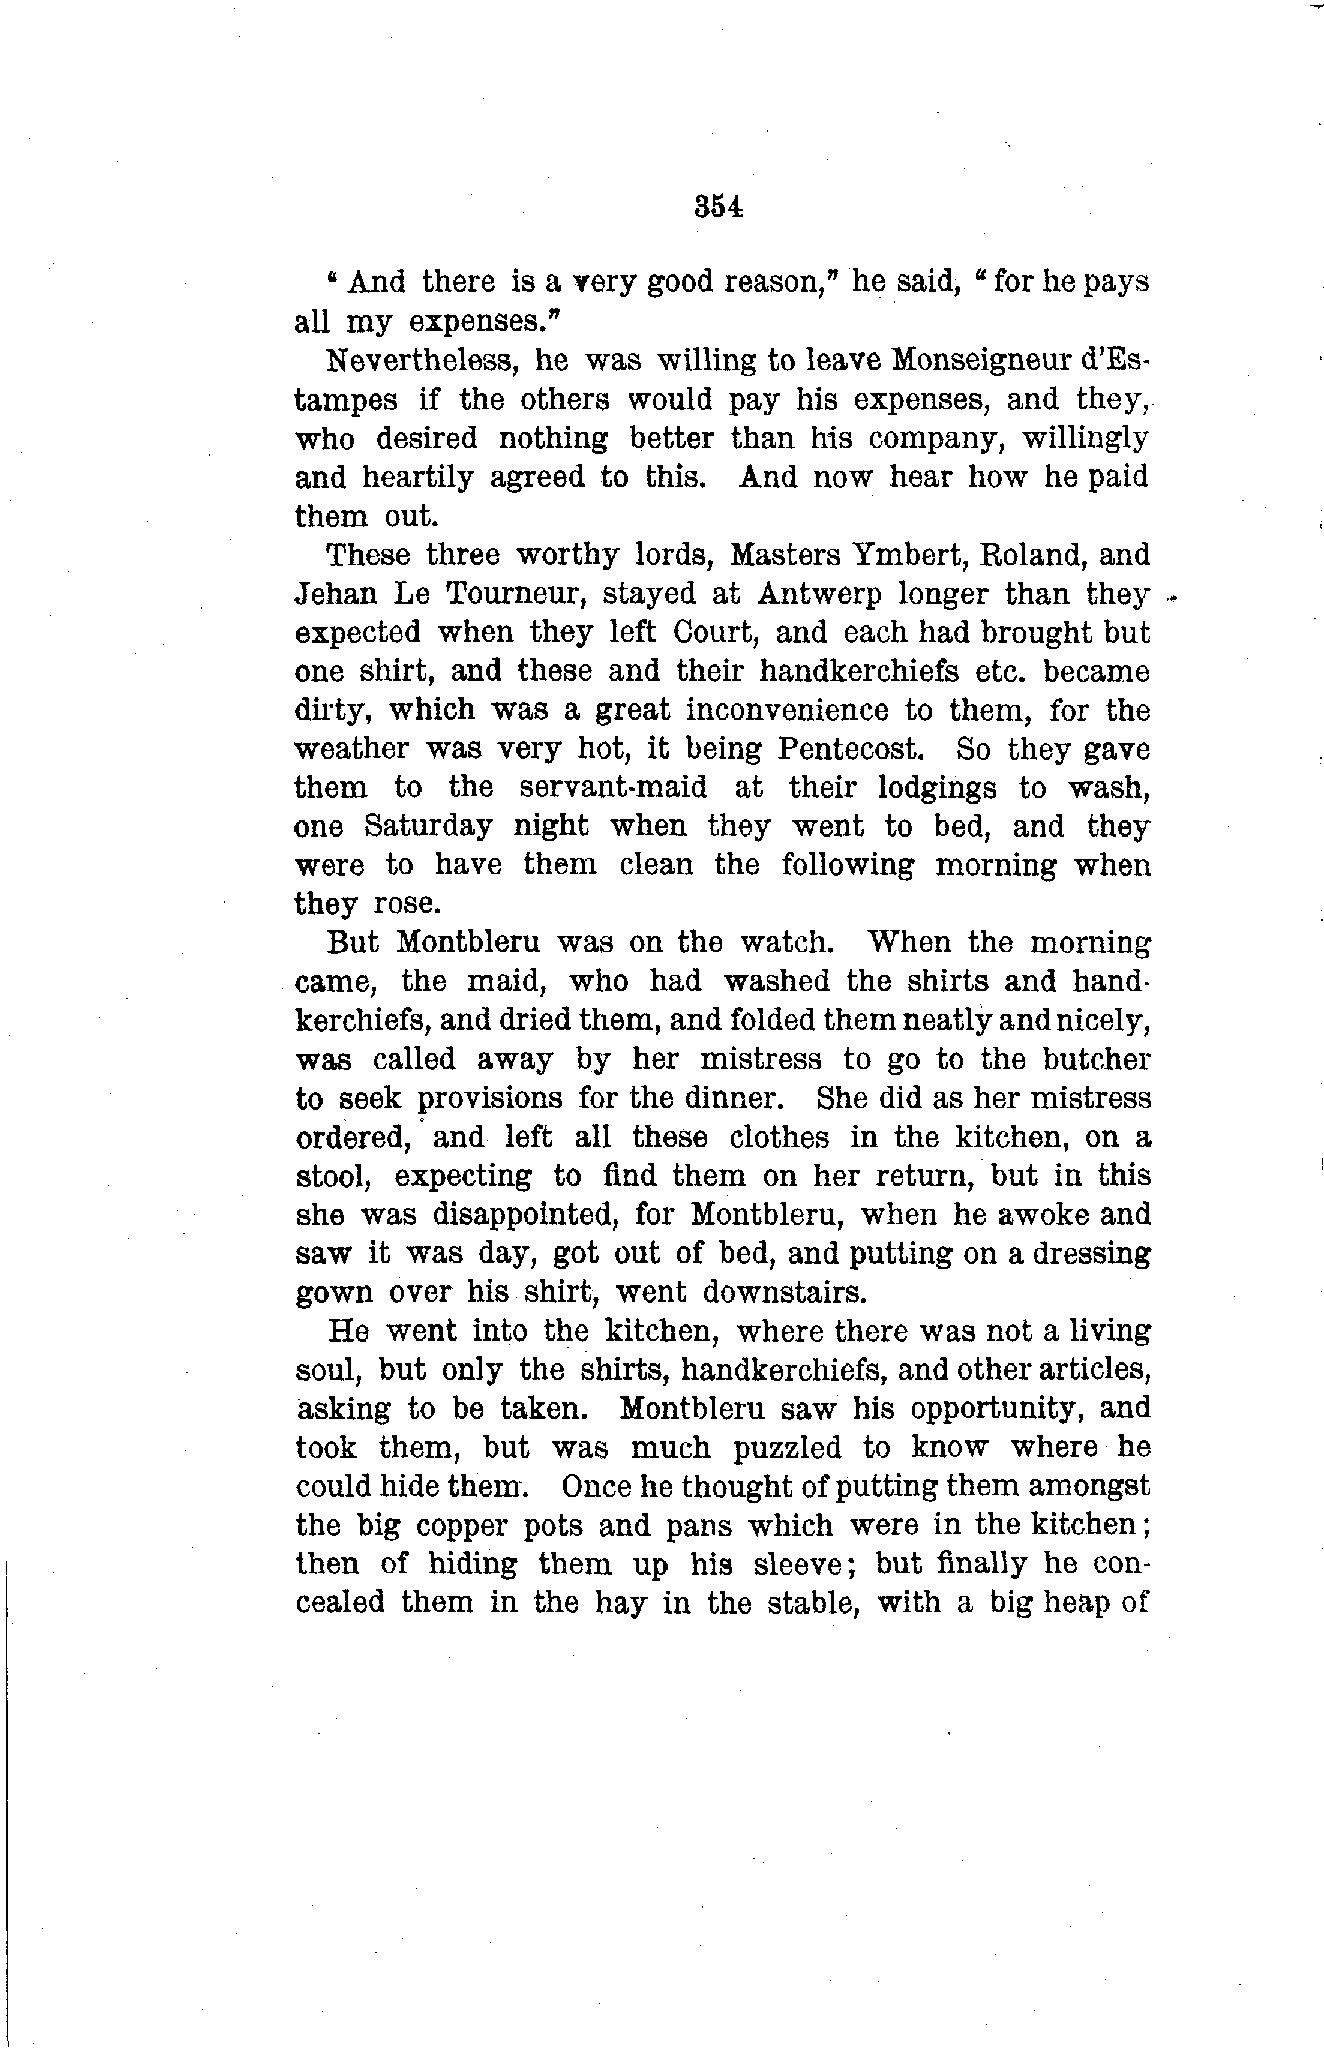 354
“ And there is a very good reason,” he said, “ for he pays
all my expenses.”
Nevertheless, he was willing to leave Monseigneur d'Es-
tampes if the others would pay his expenses, and they,
who desired nothing better than his company, willingly
and heartily agreed to this. And now hear how he paid
them out.
These three worthy lords, Masters Ymbert, Roland, and
Jehan Le Tourneur, stayed at Antwerp longer than they
expected when they left Court, and each had brought but
one shirt, and these and their handkerchiefs etc. became
dirty, which was a great inconvenience to them, for the
weather was very hot, it being Pentecost. So they gave
them to the servant-maid at their lodgings to wash,
one Saturday night when they went to bed, and they
were to have them clean the following morning when
they rose.
But Montbleru was on the watch. When the morning
came, the maid, who had washed the shirts and hand-
kerchiefs, and dried them, and folded them neatly and nicely,
was called away by her mistress to go to the butcher
to seek provisions for the dinner. She did as her mistress
ordered, and left all these clothes in the kitchen, on a
stool, expecting to find them on her return, but in this
she was disappointed, for Montbleru, when he awoke and
saw it was day, got out of bed, and putting on a dressing
gown over his shirt, went downstairs.
He went into the kitchen, where there was not a living
soul, but only the shirts, handkerchiefs, and other articles,
asking to be taken. Montbleru saw his opportunity, and
took them, but was much puzzled to know where he
could hide them. Once he thought of putting them amongst
the big copper pots and pans which were in the kitchen;
then of hiding them up his sleeve; but finally he con-
cealed them in the hay in the stable, with a big heap of